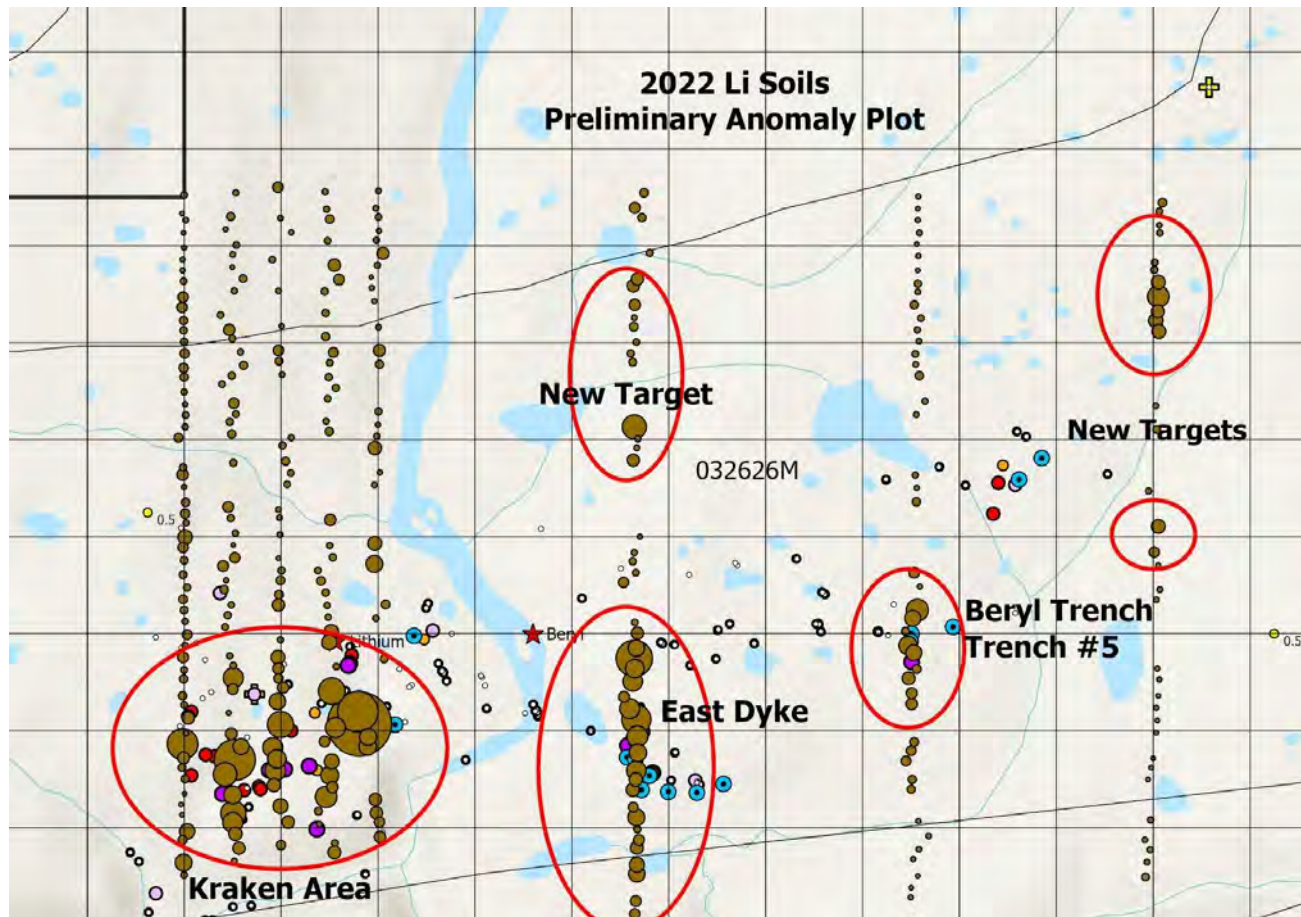 2022 Li Soils
Preliminary Anomaly Plot
New Target
New Targets
032626M
0.5
Beryl Trench
Trench #5
Lithium
Beryl
0.5
East Dyke
Kraken Area